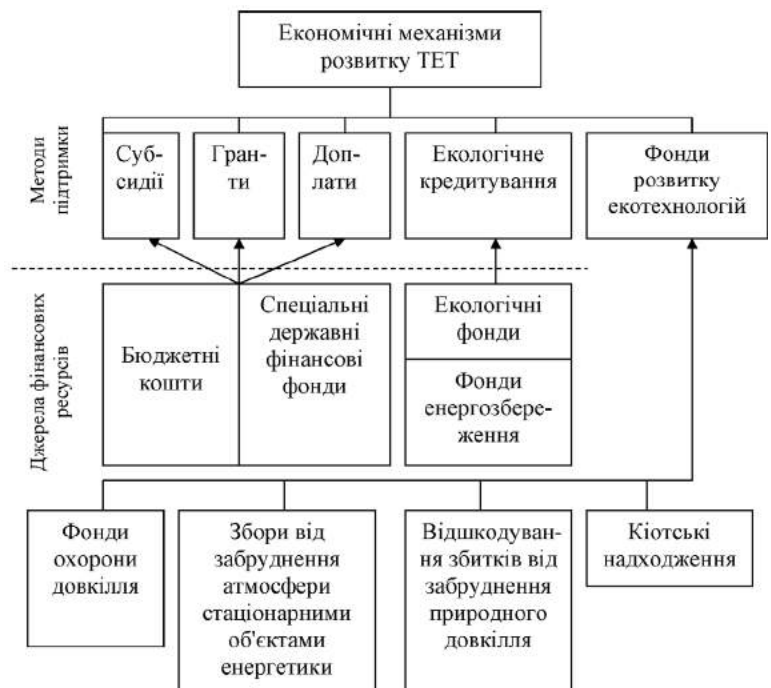 Економічні механізми
розвитку ТЕТ
Методи
підтримки
Суб-
сидії
Гран-
ти
Доп-
лати
Екологічне
кредитування
Фонди
розвитку
екотехнологій
Джерела фінансових
ресурсів
Бюджетні
кошти
Спеціальні
державні
фінансові
фонди
Екологічні
фонди
Фонди
енергозбере-
ження
Фонди
охорони
довкілля
Збори від
забруднення
атмосфери
стаціонарними
об'єктами
енергетики
Відшкодуван-
ня збитків від
забруднення
природного
довкілля
Кіотські
надходження